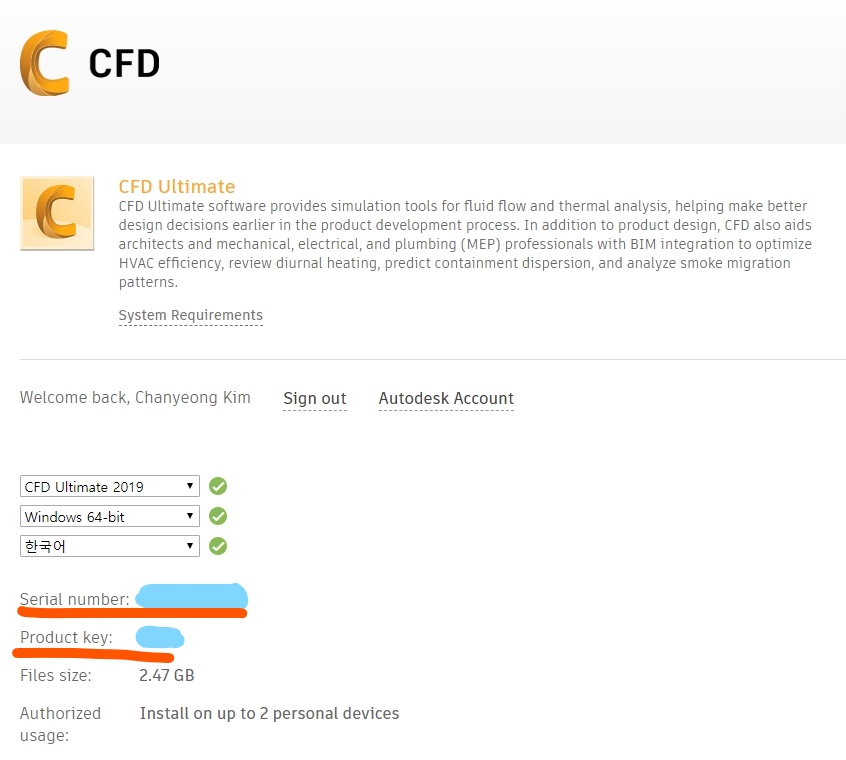 CFD
CFD Ultimate
CFD Ultimate software provides simulation tools for fluid flow and thermal analysis, helping make better
design decisions earlier in the product development process. In addition to product design, CFD also aids
architects and mechanical, electrical, and plumbing (MEP) professionals with BIM integration to optimize
HVAC efficiency, review diurnal heating, predict containment dispersion, and analyze smoke migration
patterns.
System Requirements
Welcome back, Chanyeong Kim Sign out Autodesk Account
CFD Ultimate 2019
Windows 64-bit
한국어
Serial number:
Product key:
Files size: 2.47 GB
Authorized Install on up to 2 personal devices
usage: